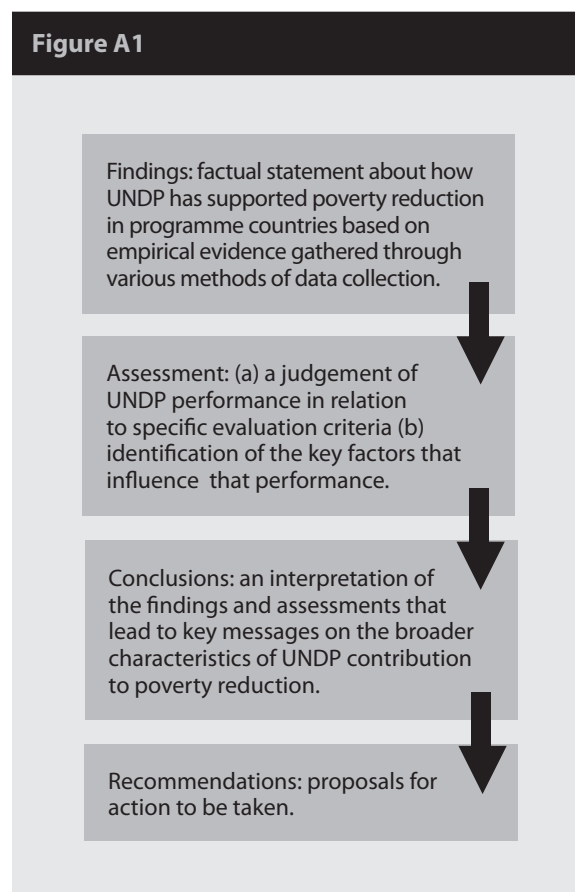 Figure A1
Findings: factual statement about how
UNDP has supported poverty reduction
in programme countries based on
empirical evidence gathered through
various methods of data collection.
Assessment: (a) a judgement of
UNDP performance in relation
to specific evaluation criteria (b)
identification of the key factors that
influence  that performance.
Conclusions: an interpretation of
the findings and assessments that
lead to key messages on the broader
characteristics of UNDP contribution
to poverty reduction.
Recommendations: proposals for
action to be taken.